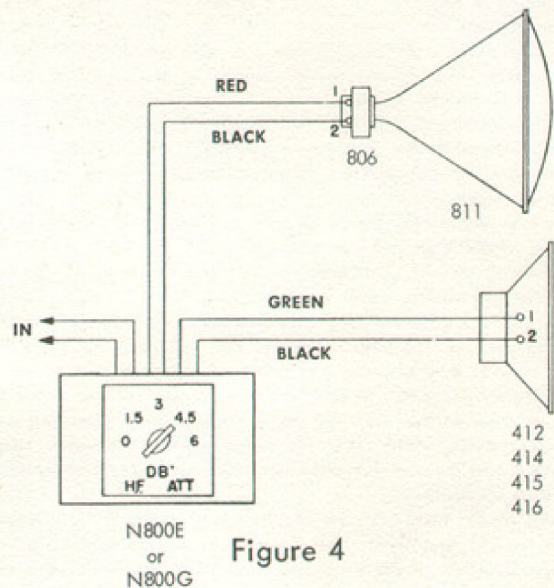 RED
1
BLACK
2
806
811
GREEN
1
IN
2
BLACK
3
1.5 4.5
0 6
DB
HF ATT
412
414
415
416
N800E
or
N800G
Figure 4